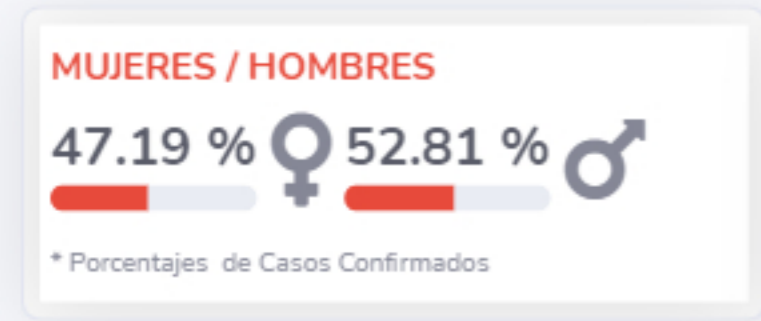 MUJERES / HOMBRES
47.19 % 52.81 %
* Porcentajes de Casos Confirmados